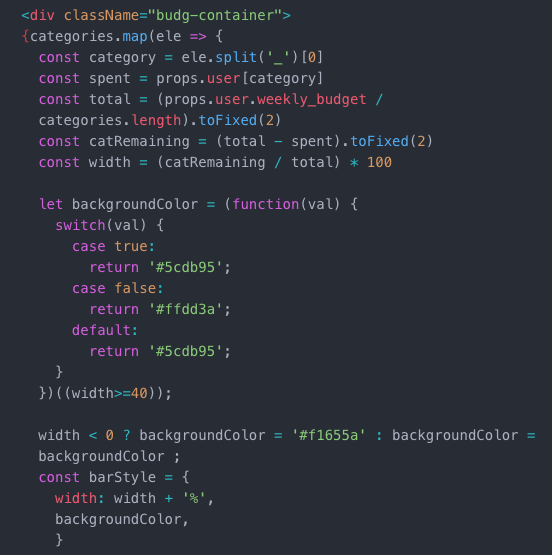 <div className="budg-container">
{categories.map(ele => {
  const category = ele.split('_')[0]
  const spent = props.user[category]
  const total = (props.user.weekly_budget /
  categories.length).toFixed(2)
  const catRemaining = (total - spent).toFixed(2)
  const width = (catRemaining / total) * 100

  let backgroundColor = (function(val) {
    switch(val) {
      case true:
        return '#5cdb95';
      case false:
        return '#ffdd3a';
      default:
        return '#5cdb95';
    }
  })((width>=40));

  width < 0 ? backgroundColor = '#f1655a' : backgroundColor =
  backgroundColor ;
  const barStyle = {
    width: width + '%',
    backgroundColor,
    }